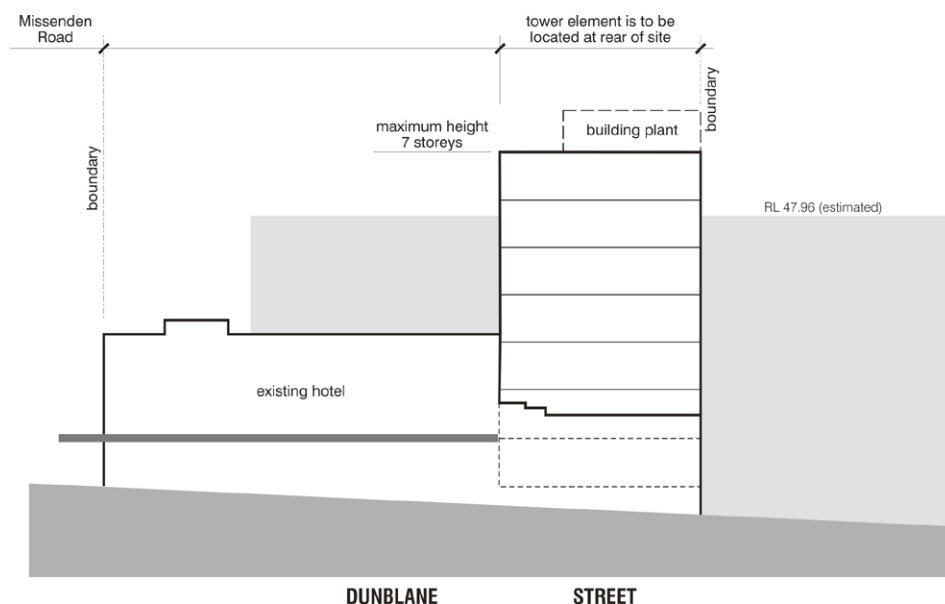 Missenden
Road
tower element is to be
located at rear of site
boundary
boundary
maximum height
7 storeys
building plant
RL 47.96 (estimated)
existing hotel
DUNBLANE STREET